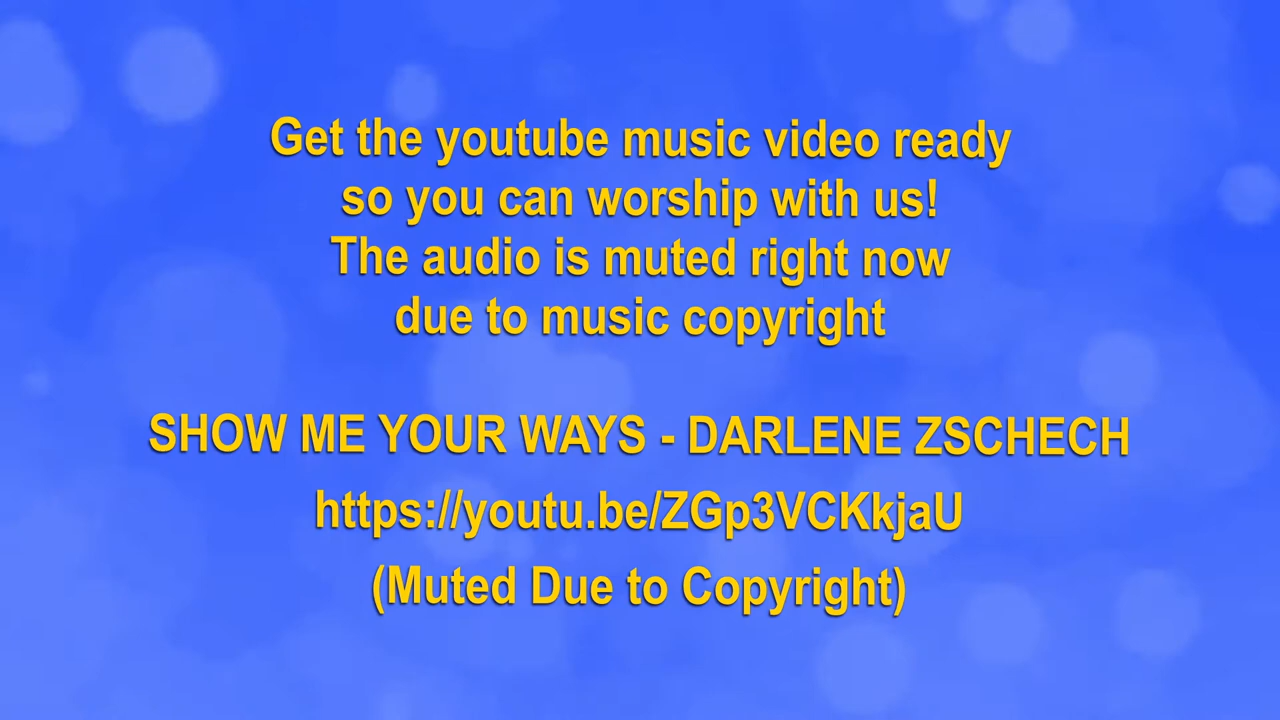 Get the youtube music video ready
so you can worship with us!
The audio is muted right now
due to music copyright
SHOW ME YOUR WAYS - DARLENE ZSCHECH
https://youtu.be/ZGp3VCKkjaU
(Muted Due to Copyright)